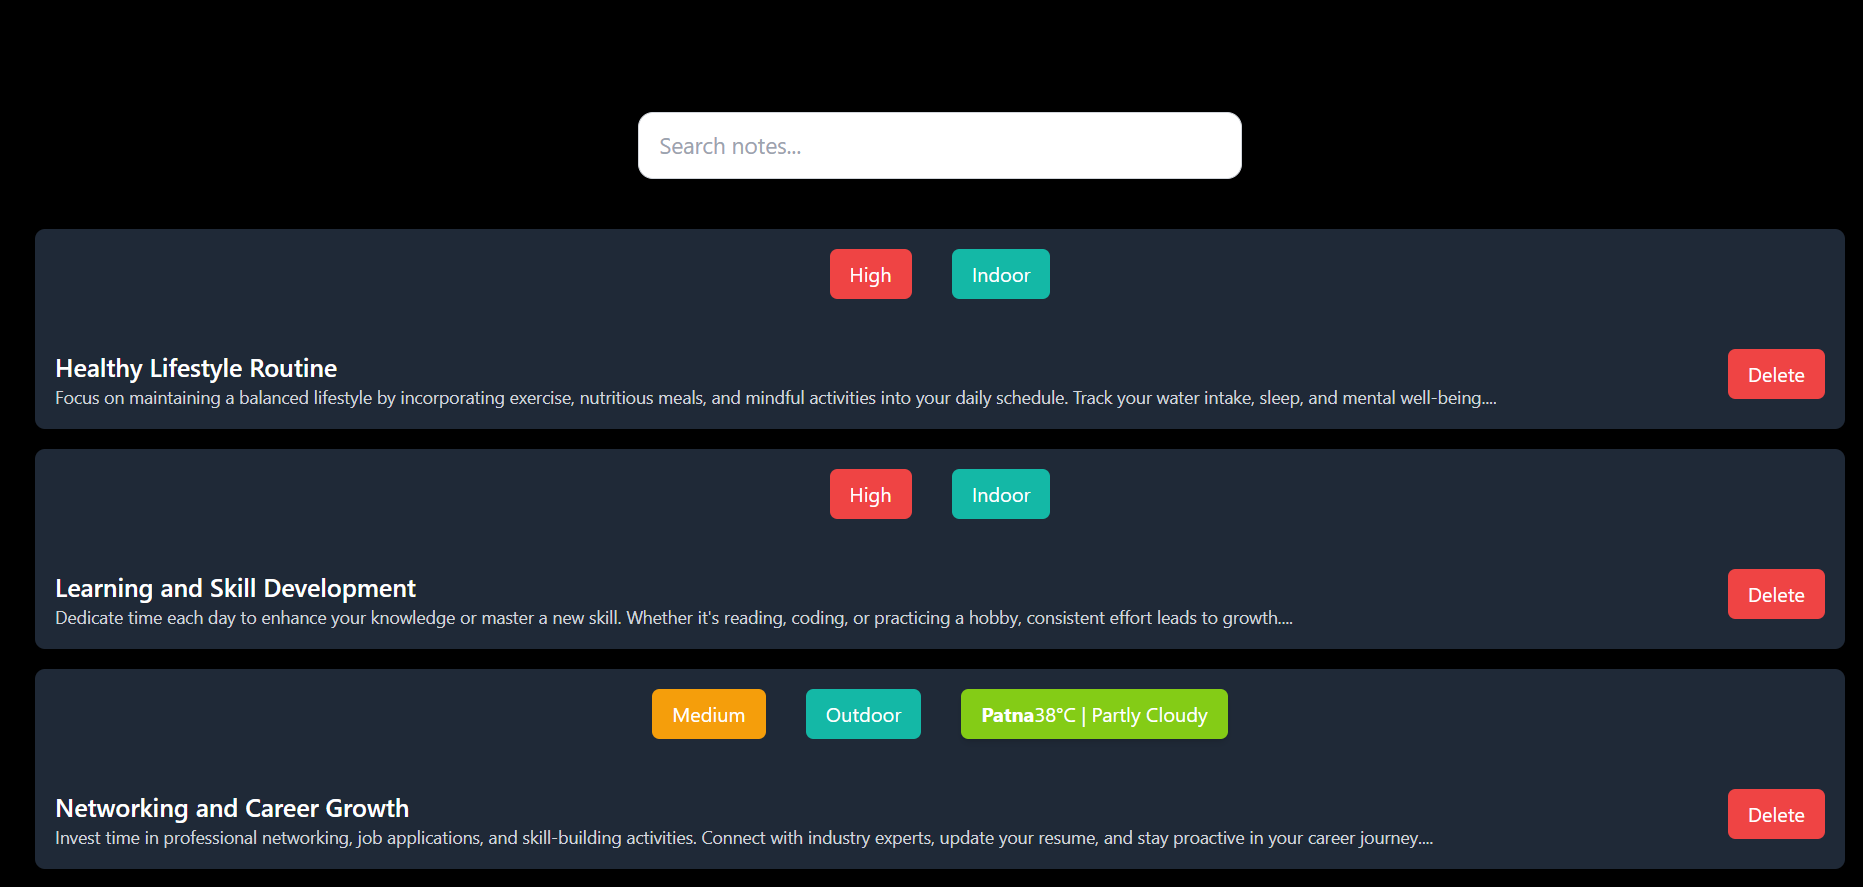 Search notes...
High Indoor
Healthy Lifestyle Routine
Focus on maintaining a balanced lifestyle by incorporating exercise, nutritious meals, and mindful activities into your daily schedule. Track your water intake, sleep, and mental well-being....
Delete
High Indoor
Learning and Skill Development
Dedicate time each day to enhance your knowledge or master a new skill. Whether it's reading, coding, or practicing a hobby, consistent effort leads to growth....
Delete
Medium Outdoor Patna38°C | Partly Cloudy
Networking and Career Growth
Invest time in professional networking, job applications, and skill-building activities. Connect with industry experts, update your resume, and stay proactive in your career journey....
Delete